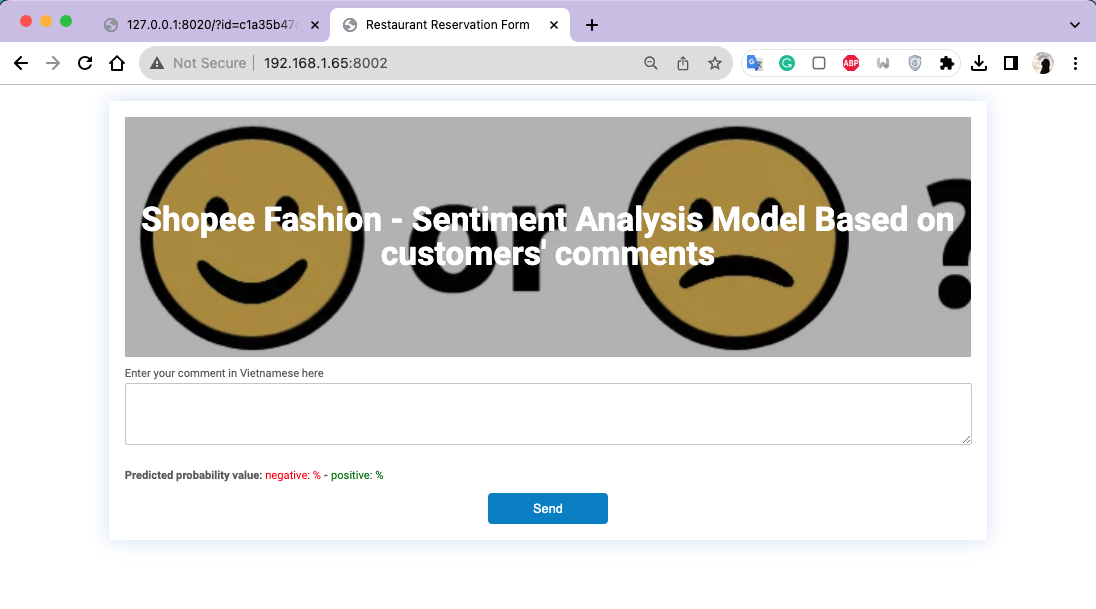 127.0.0.1:8020/?id=c1a35b47
Restaurant Reservation Form
Not Secure
192.168.1.65:8002
ABP
or
?
Shopee Fashion - Sentiment Analysis Model Based on
customers' comments
Enter your comment in Vietnamese here
Predicted probability value: negative: % - positive: %
Send